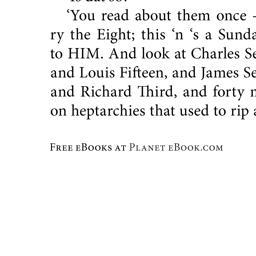 'You read about them once -
ry the Eight; this 'n 's a Sunda
to HIM. And look at Charles Se
and Louis Fifteen, and James Se
and Richard Third, and forty
on heptarchies that used to rip
FREE EBOOKS AT PLANET EBOOK.COM